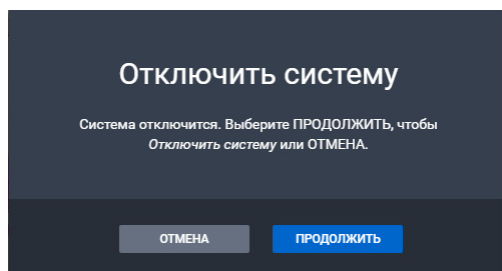 Отключить систему
Система отключится. Выберите ПРОДОЛЖИТЬ, чтобы
Отключить систему или ОТМЕНА.
ОТМЕНА ПРОДОЛЖИТЬ